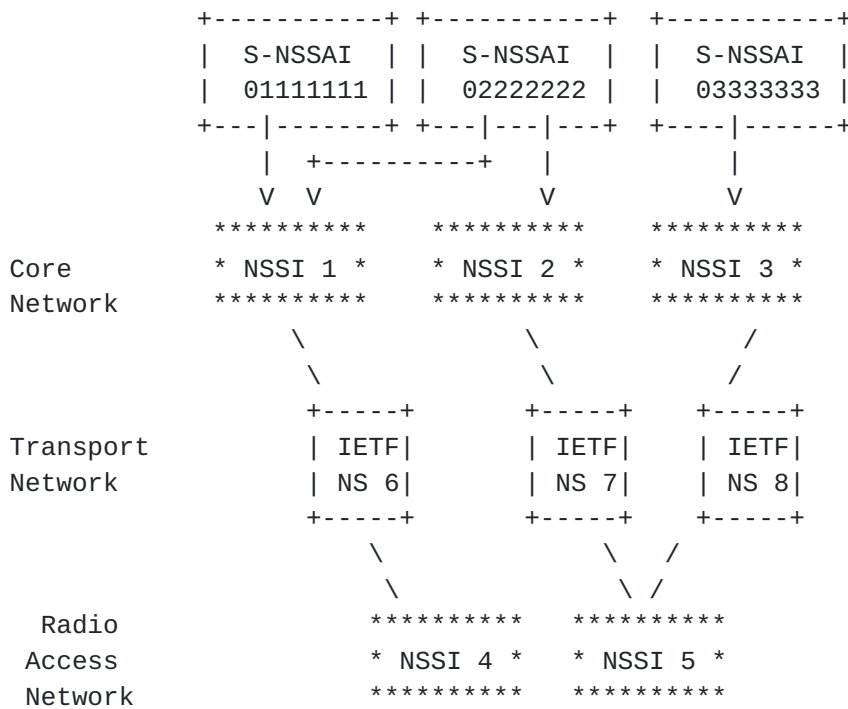 +-----------+ +-----------+  +-----------+
|  S-NSSAI  | |  S-NSSAI  |  |  S-NSSAI  |
|  01111111 | |  02222222 |  |  03333333 |
+---|-------+ +---|---|---+  +----|------+
|  +----------+   |           |
V  V              V           V
**********    **********    **********
Core         * NSSI 1 *    * NSSI 2 *    * NSSI 3 *
Network      **********    **********    **********
\              \             /
\              \           /
+-----+       +-----+    +-----+
Transport          | IETF|       | IETF|    | IETF|
Network            | NS 6|       | NS 7|    | NS 8|
+-----+       +-----+    +-----+
\              \   /
\              \ /
Radio                **********   **********
Access                * NSSI 4 *   * NSSI 5 *
Network               **********   **********